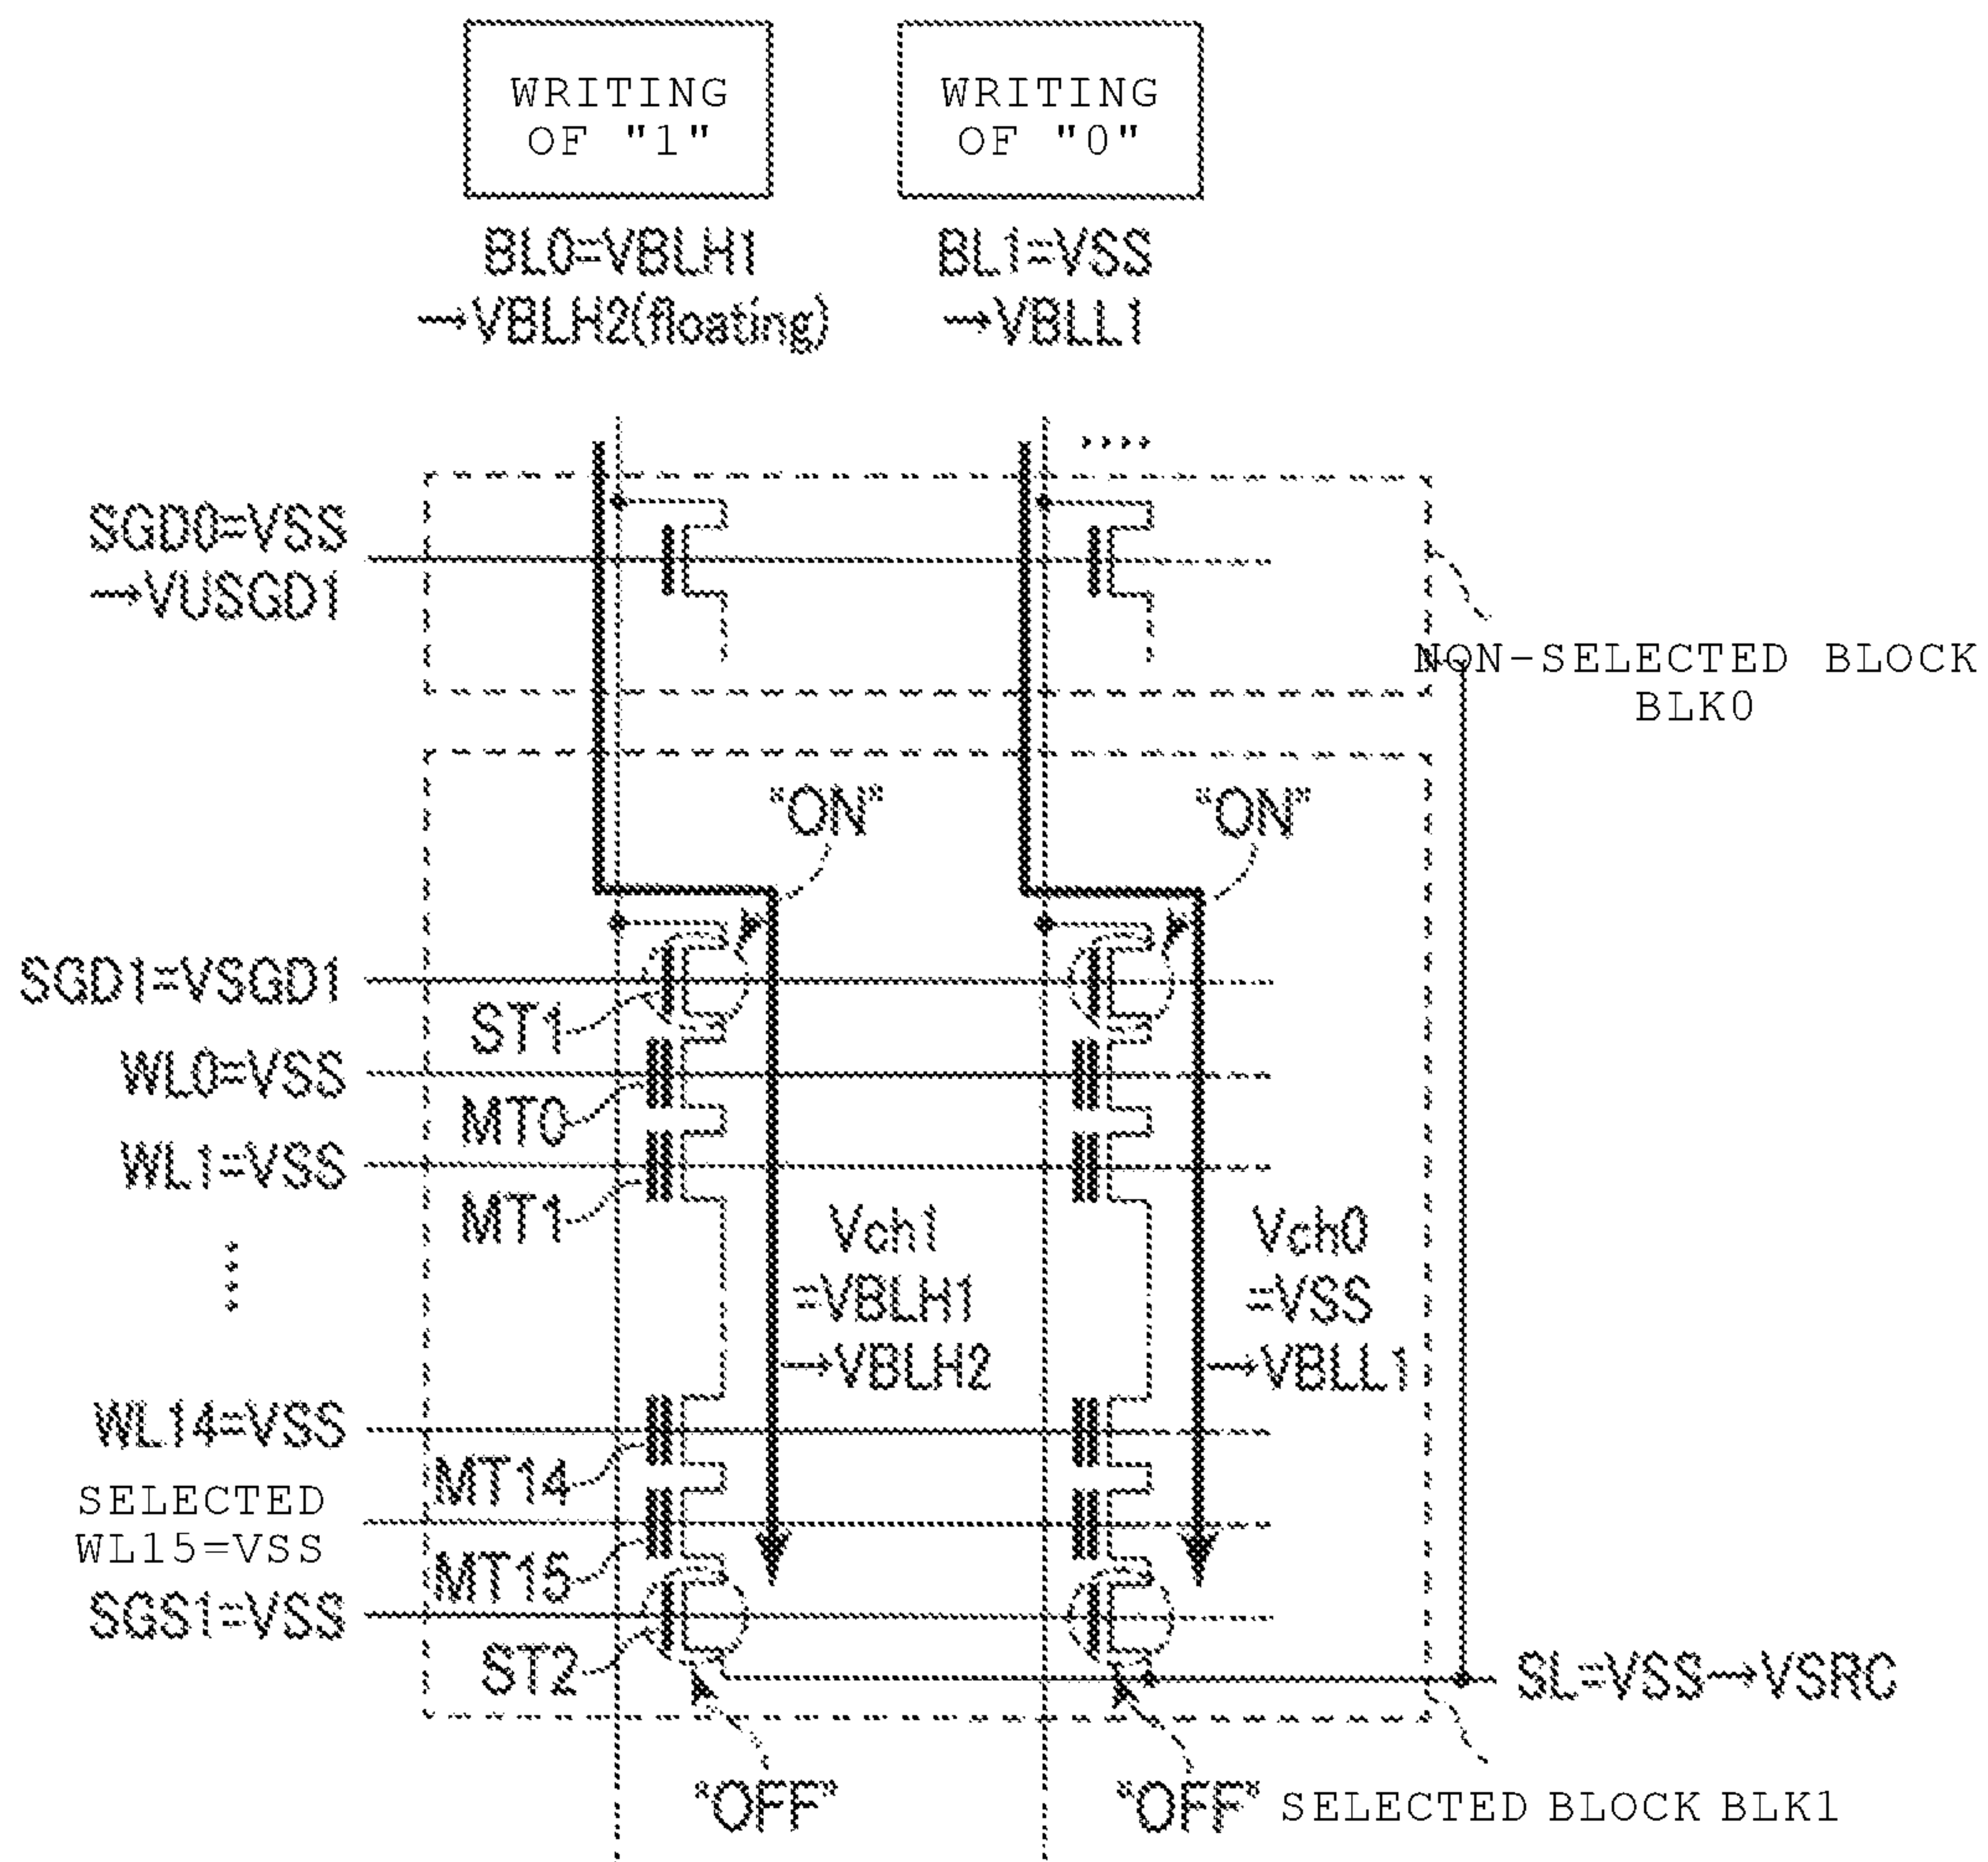 WRITING
OF "1"
WRITING
OF "0"
BL0=VBLH1
→VBLH2(floating)
BL1=VSS
→VBLL1
SGD0=VSS
→VUSGD1
NON-SELECTED BLOCK
BLK0
"ON"
"ON"
SGD1=VSGD1
ST1
WL0=VSS
MT0
WL1=VSS
MT1
Vch1
=VBLH1
→VBLH2
Vch0
=VSS
→VBLL1
WL14=VSS
MT14
SELECTED
WL15=VSS
MT15
SGS1=VSS
ST2
SL=VSS→VSRC
"OFF"
"OFF"
SELECTED BLOCK BLK1